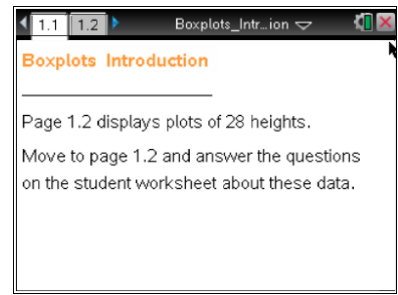 1.1 1.2 Boxplots_Intr…ion
Boxplots Introduction
Page 1.2 displays plots of 28 heights.
Move to page 1.2 and answer the questions
on the student worksheet about these data.